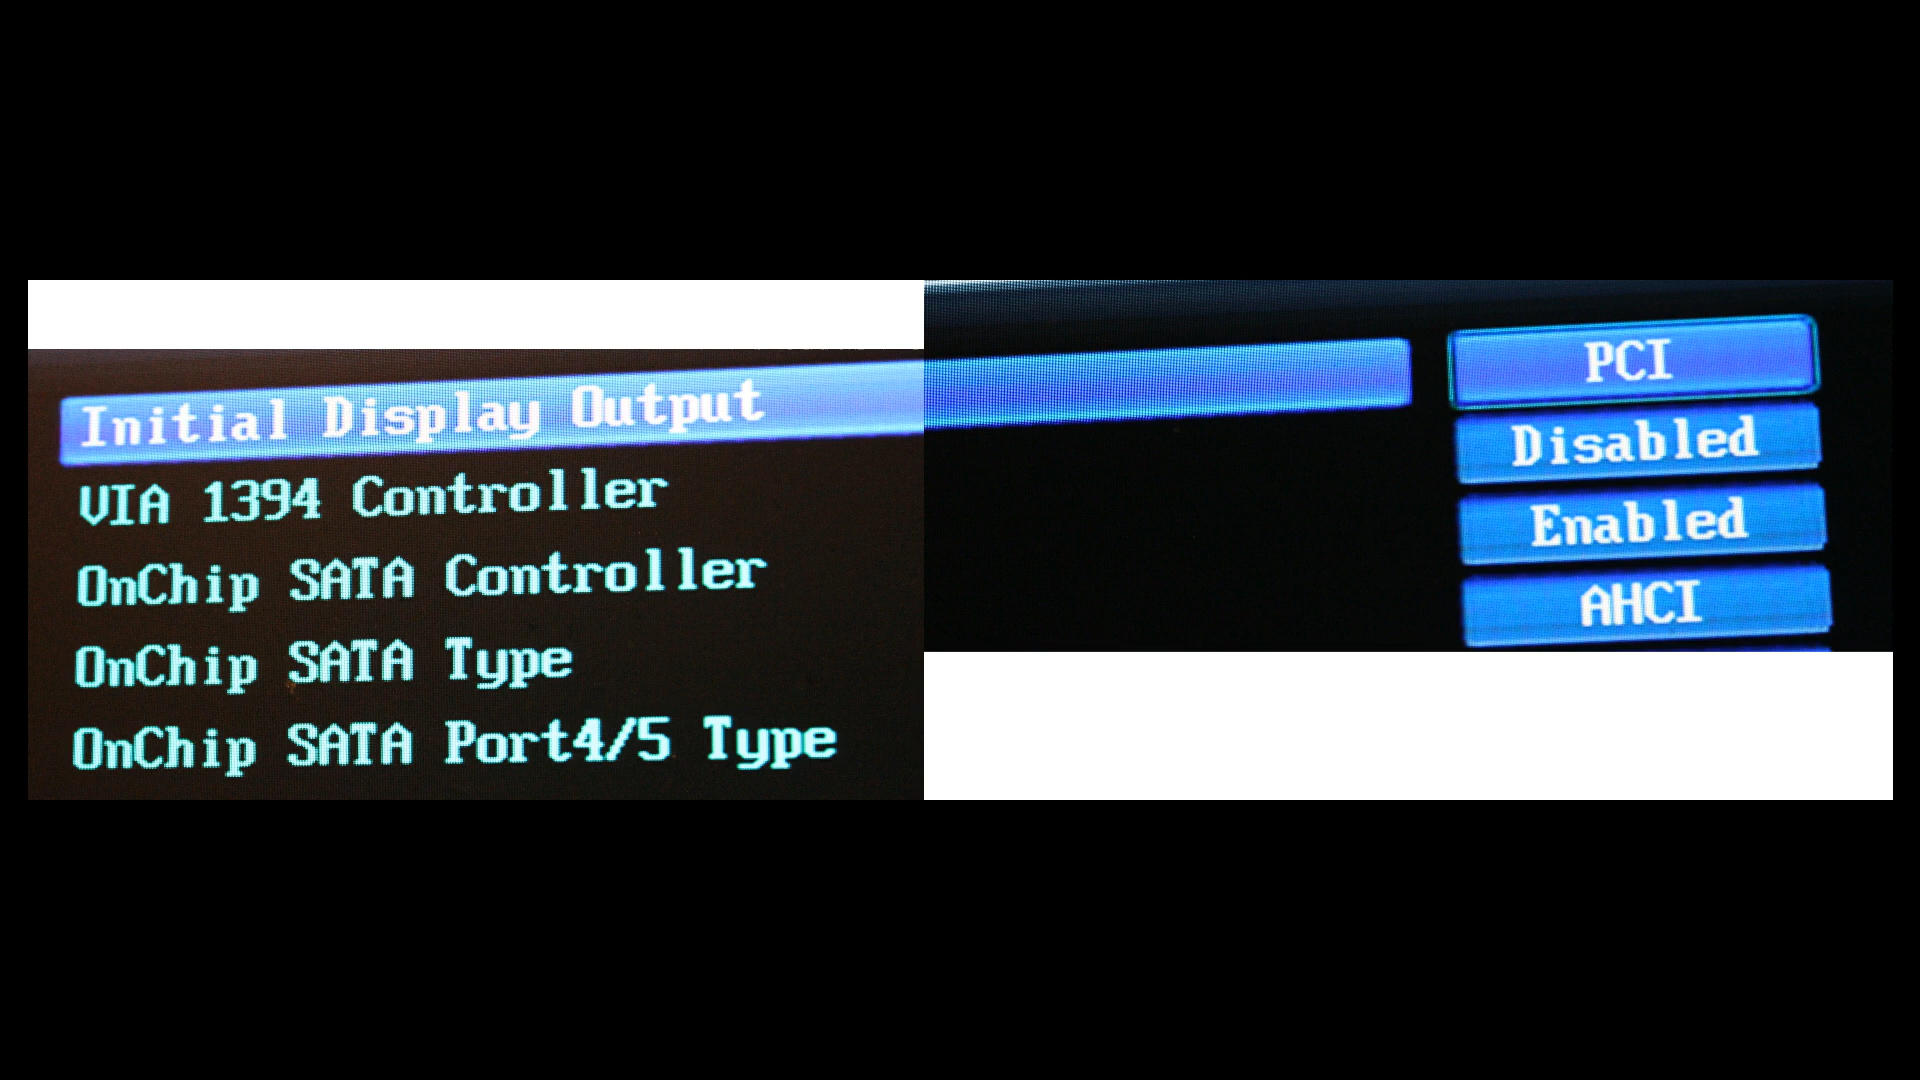 Initial Display Output PCI
VIA 1394 Controller Disabled
OnChip SATA Controller Enabled
OnChip SATA Type AHCI
OnChip SATA Port4/5 Type